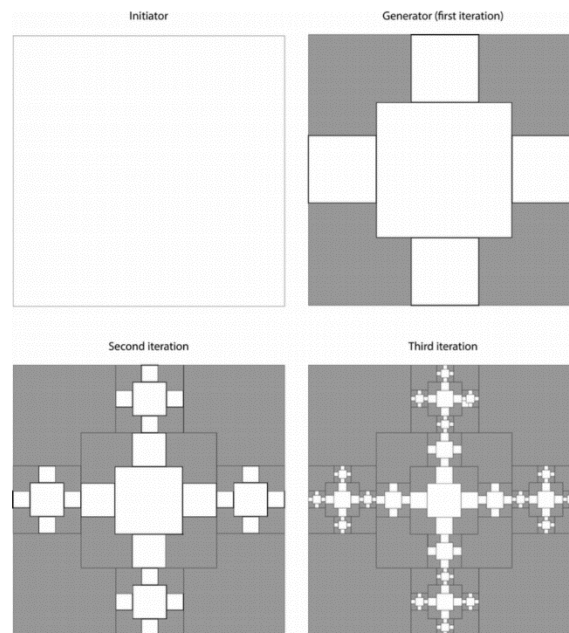 Initiator
Generator (first iteration)
Second iteration
Third iteration